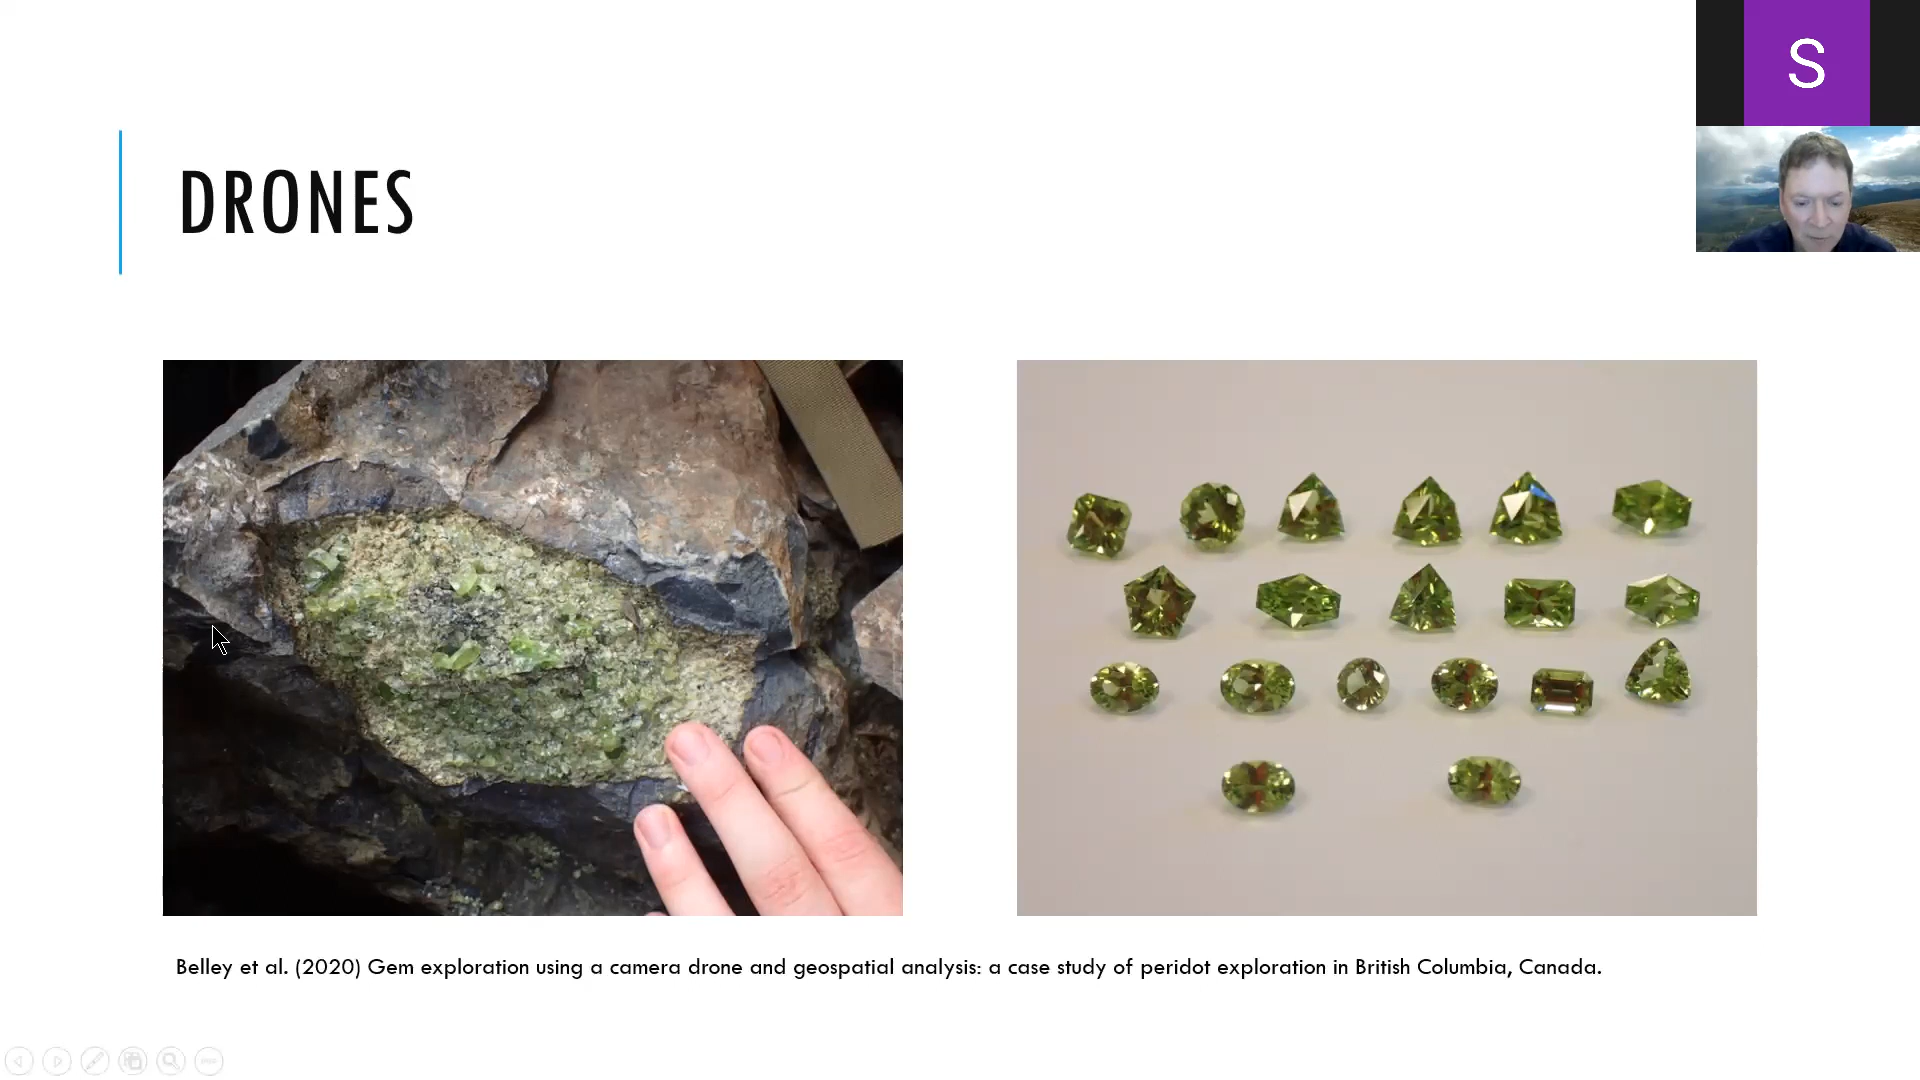 S
DRONES
Belley et al. (2020) Gem exploration using a camera drone and geospatial analysis: a case study of peridot exploration in British Columbia, Canada.